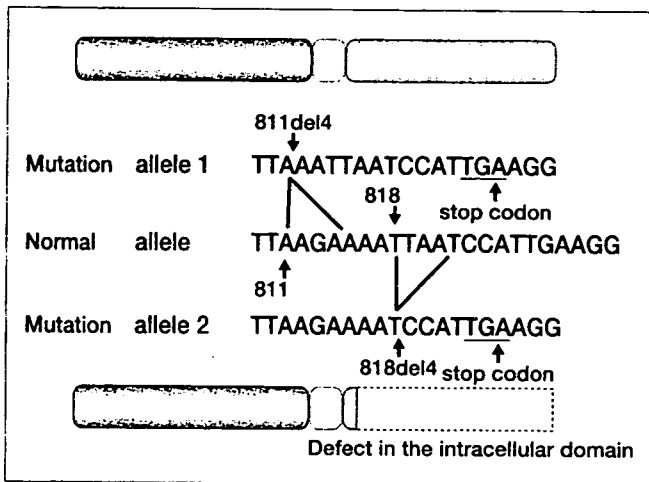 811del4
Mutation allele 1 TTAAATTAATCCATTGAAGG
818 stop codon
Normal allele TTAAGAAAATTAATCCATTGAAGG
811
Mutation allele 2 TTAAGAAAATCCATTGAAGG
818del4 stop codon
Defect in the intracellular domain